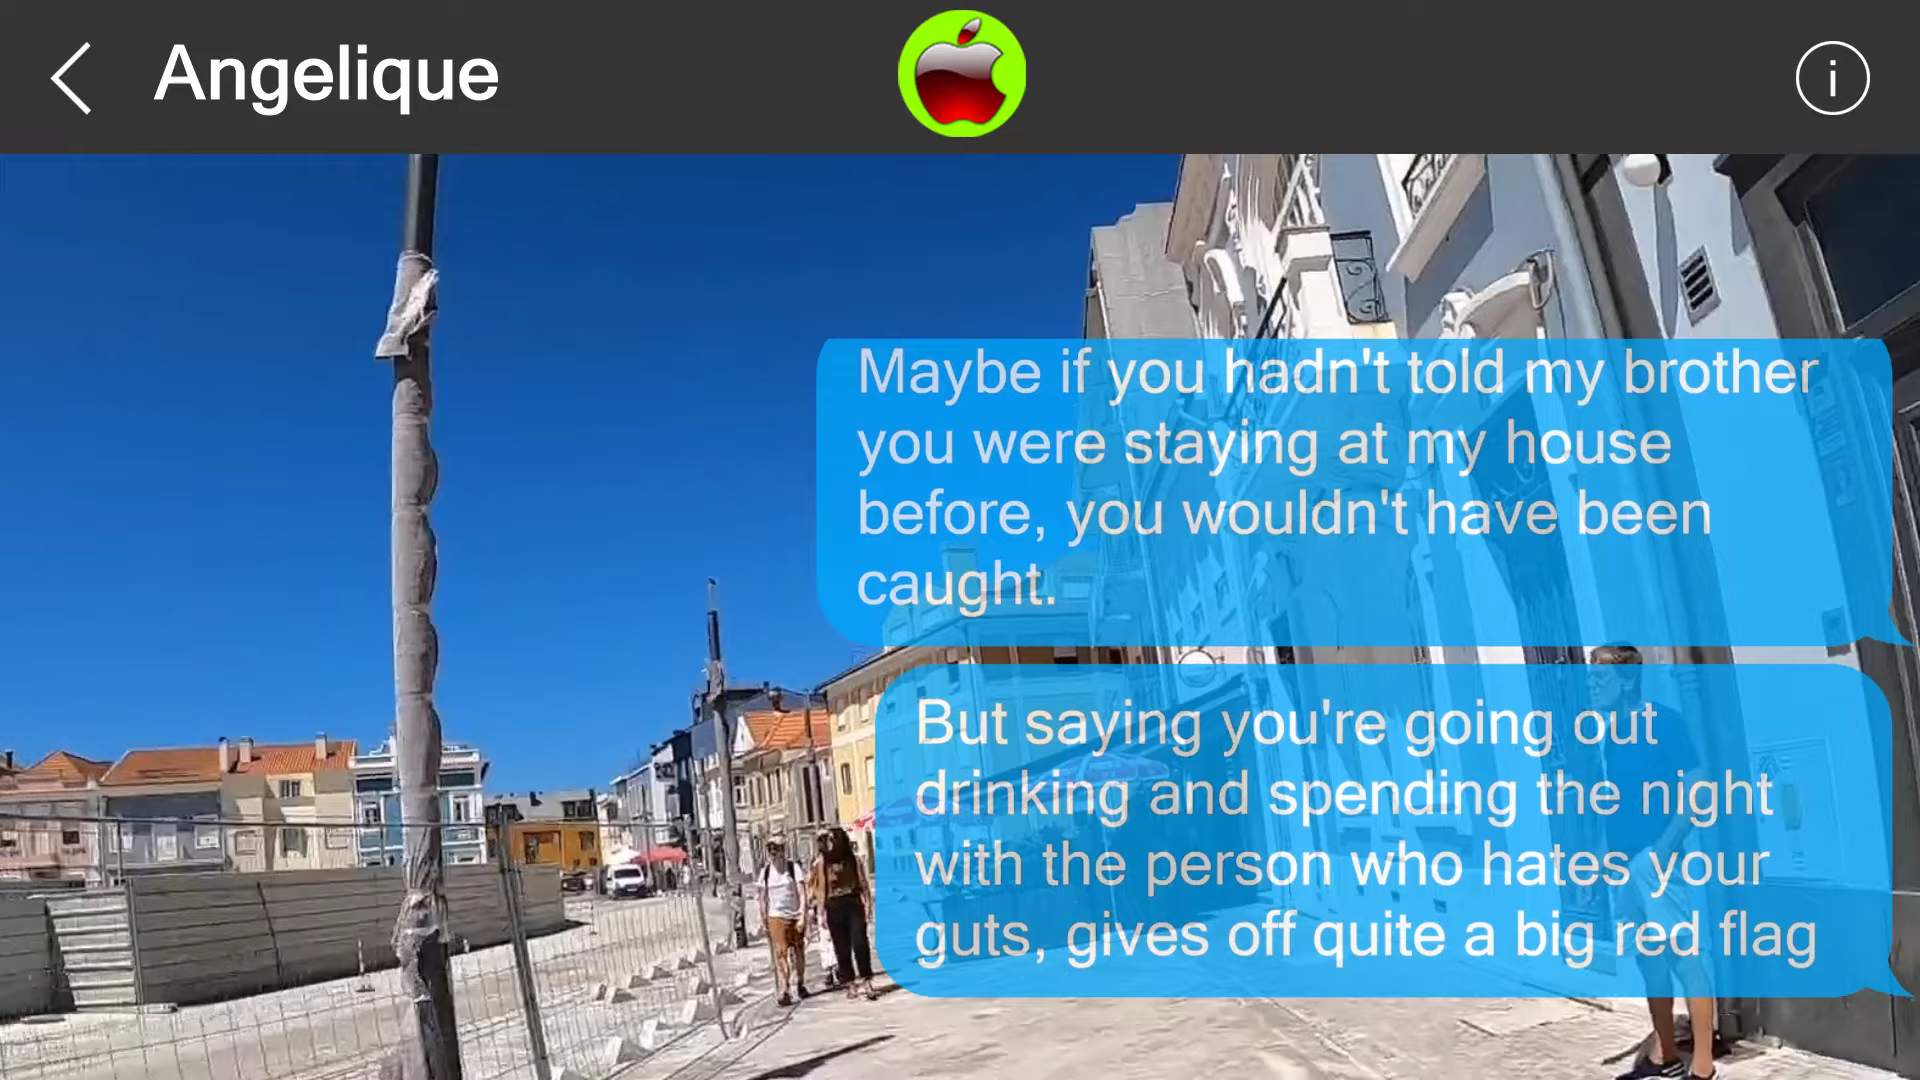 Angelique
Maybe if you hadn't told my brother
you were staying at my house
before, you wouldn't have been
caught.
But saying you're going out
drinking and spending the night
with the person who hates your
guts, gives off quite a big red flag